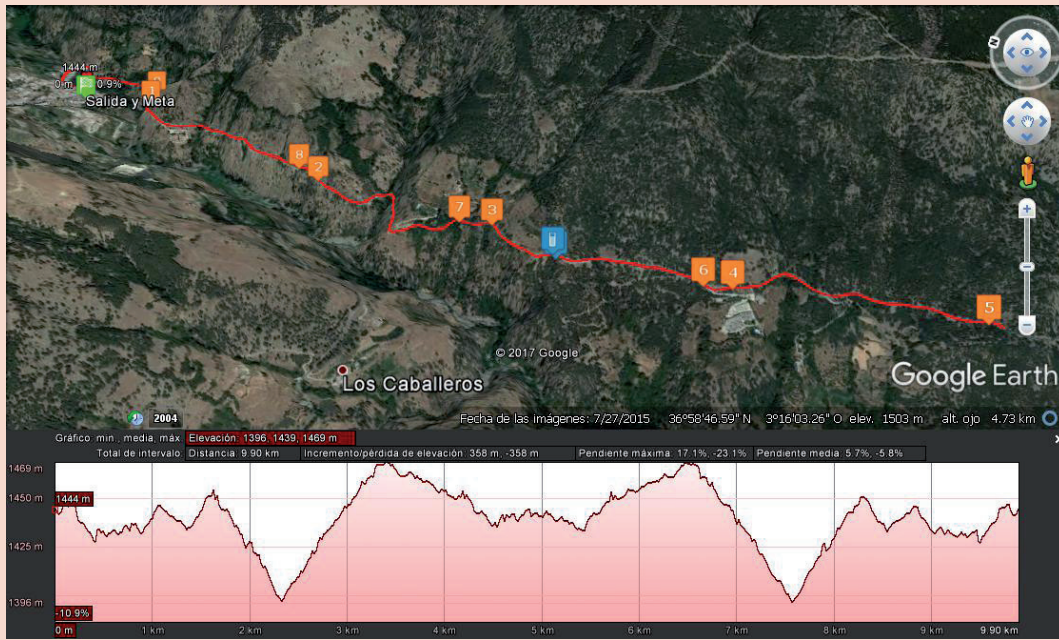 1444 m
0 m 0.9%
Salida y Meta
1
8
2
7
3
6
4
5
N
Los Caballeros
© 2017 Google
Google Earth
2004
Fecha de las imágenes: 7/27/2015 36°58'46.59" N 3°16'03.26" O elev. 1503 m alt. ojo 4.73 km
Gráfico: min., media, máx. Elevación: 1396, 1439, 1469 m
Total de intervalo: Distancia: 9.90 km Incremento/pérdida de elevación: 358 m, -358 m Pendiente máxima: 17.1%, -23.1% Pendiente media: 5.7%, -5.8%
1469 m
1450 m
1444 m
1425 m
1396 m
-10.9%
0 m 1 km 2 km 3 km 4 km 5 km 6 km 7 km 8 km 9 km 9.90 km